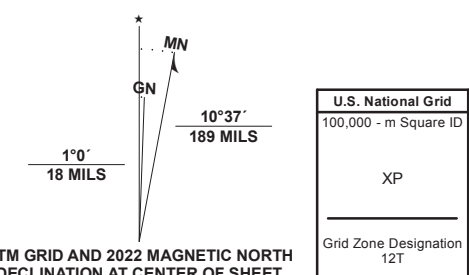 ★
MN
GN
10°37´
189 MILS
1°0´
18 MILS
TM GRID AND 2022 MAGNETIC NORTH
DECLINATION AT CENTER OF SHEET
U.S. National Grid
100,000 - m Square ID
XP
Grid Zone Designation
12T